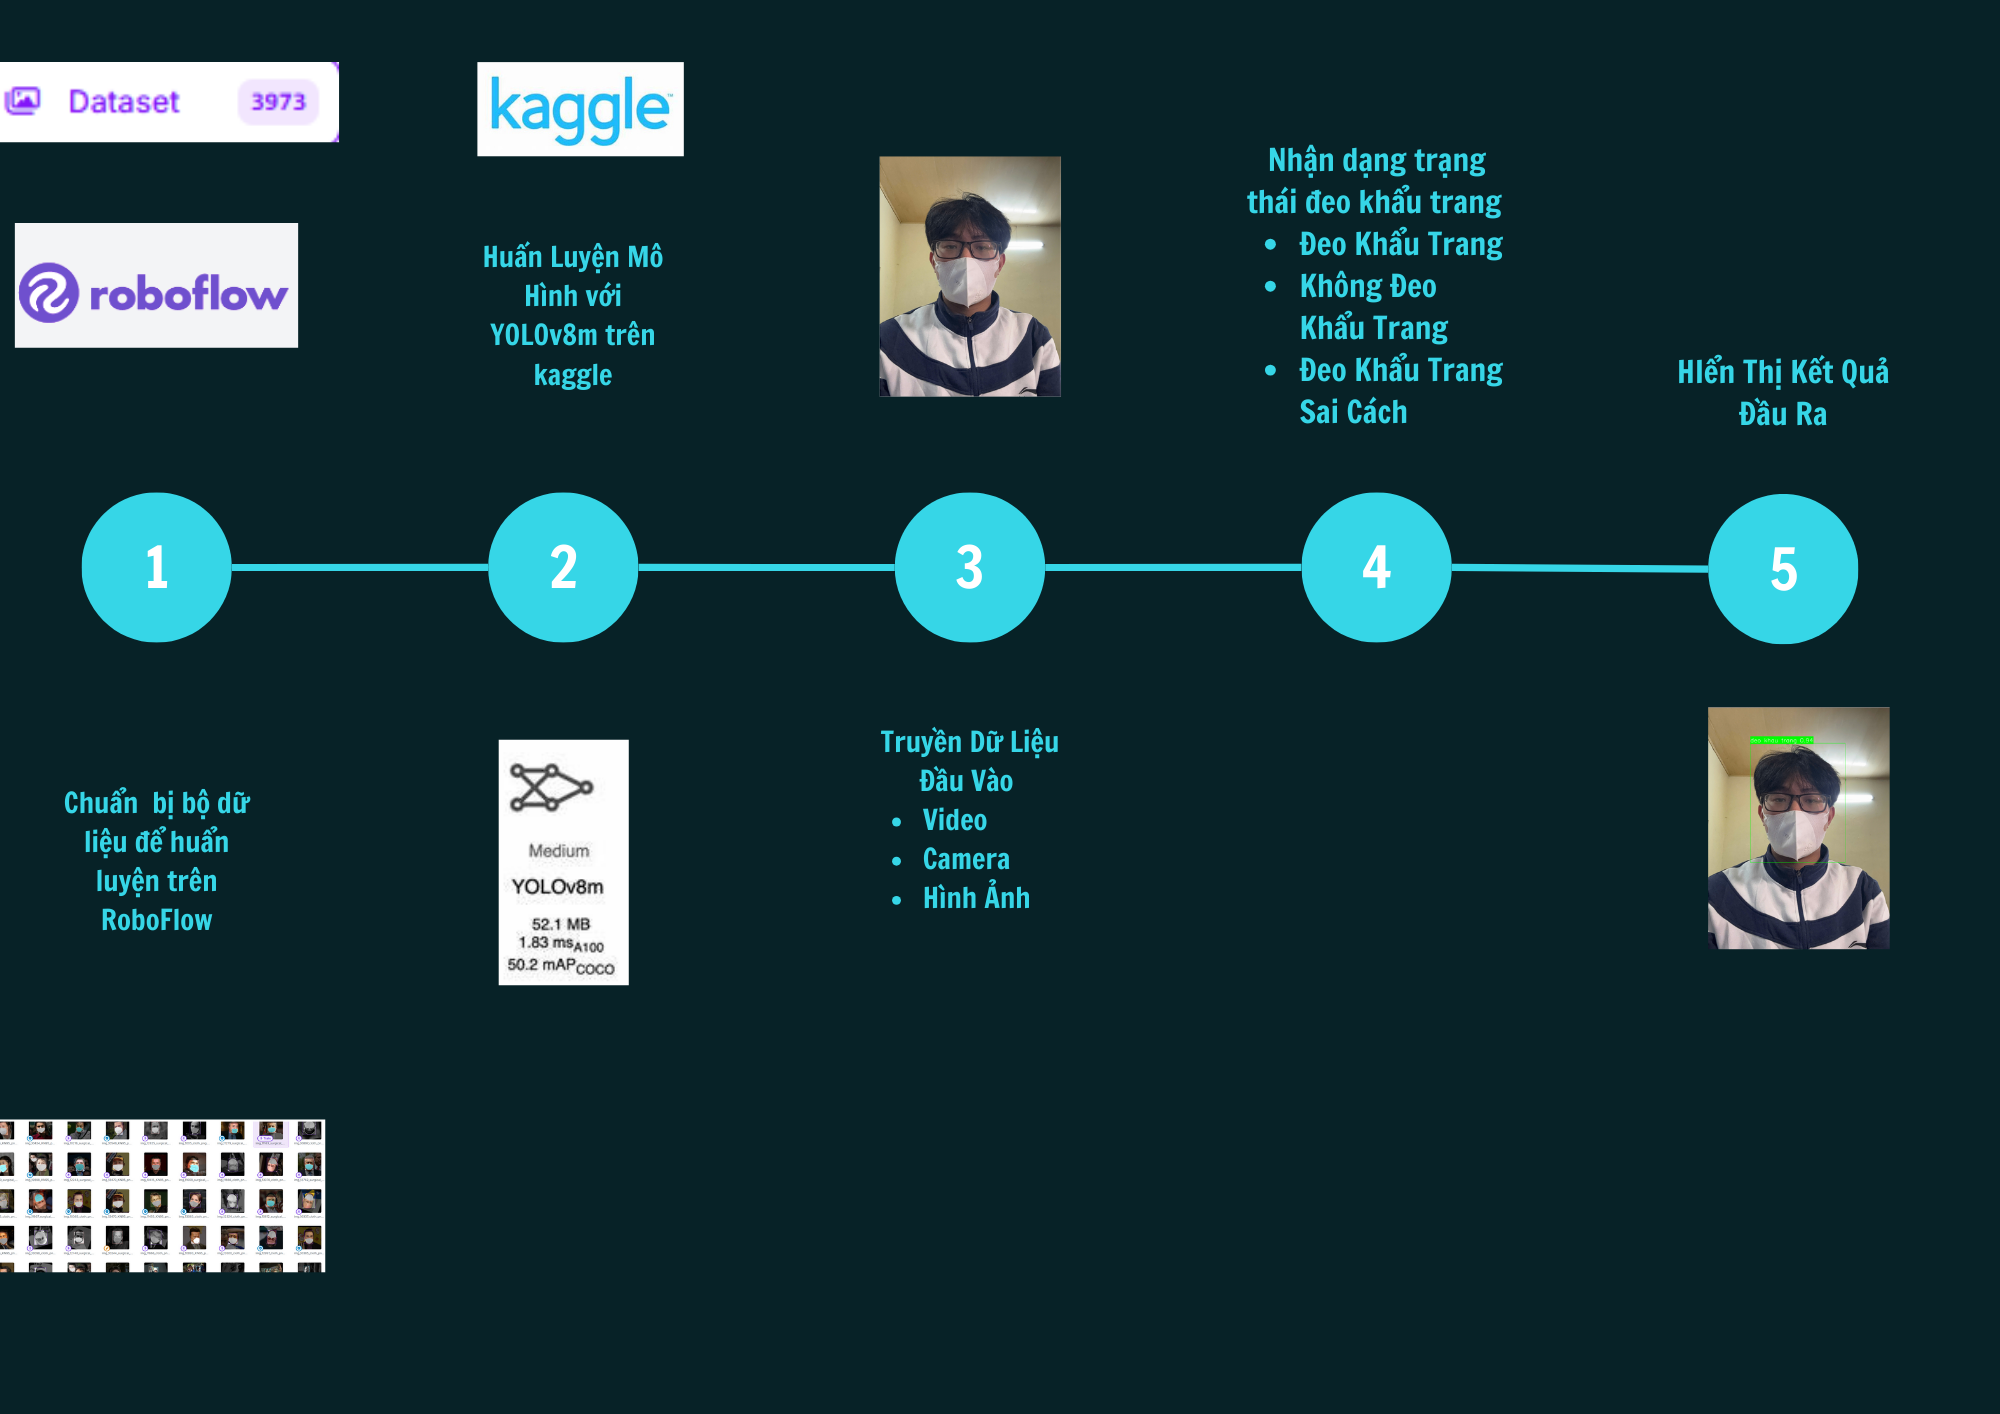 Dataset 3973
roboflow
kaggle
Huấn Luyện Mô
Hình với
YOLOv8m trên
kaggle
Nhận dạng trạng
thái đeo khẩu trang
• Đeo Khẩu Trang
• Không Đeo
Khẩu Trang
• Đeo Khẩu Trang
Sai Cách
HIển Thị Kết Quả
Đầu Ra
1
2
3
4
5
Chuẩn bị bộ dữ
liệu để huấn
luyện trên
RoboFlow
Medium
YOLOv8m
52.1 MB
1.83 msA100
50.2 mAPCOCO
Truyền Dữ Liệu
Đầu Vào
• Video
• Camera
• Hình Ảnh